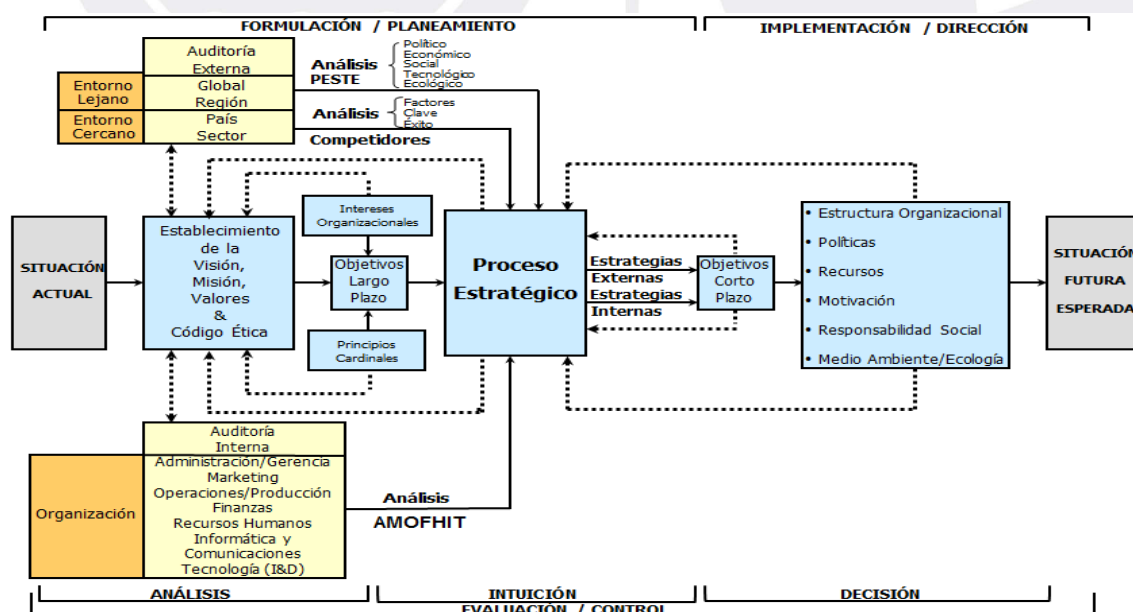 FORMULACIÓN / PLANEAMIENTO
IMPLEMENTACIÓN / DIRECCIÓN
Auditoría
Externa
Entorno
Lejano
Global
Región
Entorno
Cercano
País
Sector
Análisis
PESTE
Político
Económico
Social
Tecnológico
Ecológico
Análisis
Competidores
Factores
Clave
Éxito
SITUACIÓN
ACTUAL
Establecimiento
de la
Visión,
Misión,
Valores
&
Código Ética
Intereses
Organizacionales
Objetivos
Largo
Plazo
Principios
Cardinales
Proceso
Estratégico
Estrategias
Externas
Estrategias
Internas
Objetivos
Corto
Plazo
• Estructura Organizacional
• Políticas
• Recursos
• Motivación
• Responsabilidad Social
• Medio Ambiente/Ecología
SITUACIÓN
FUTURA
ESPERADA
Organización
Auditoría
Interna
Administración/Gerencia
Marketing
Operaciones/Producción
Finanzas
Recursos Humanos
Informática y
Comunicaciones
Tecnología (I&D)
Análisis
AMOFHIT
ANÁLISIS
INTUICIÓN
DECISIÓN
EVALUACIÓN / CONTROL